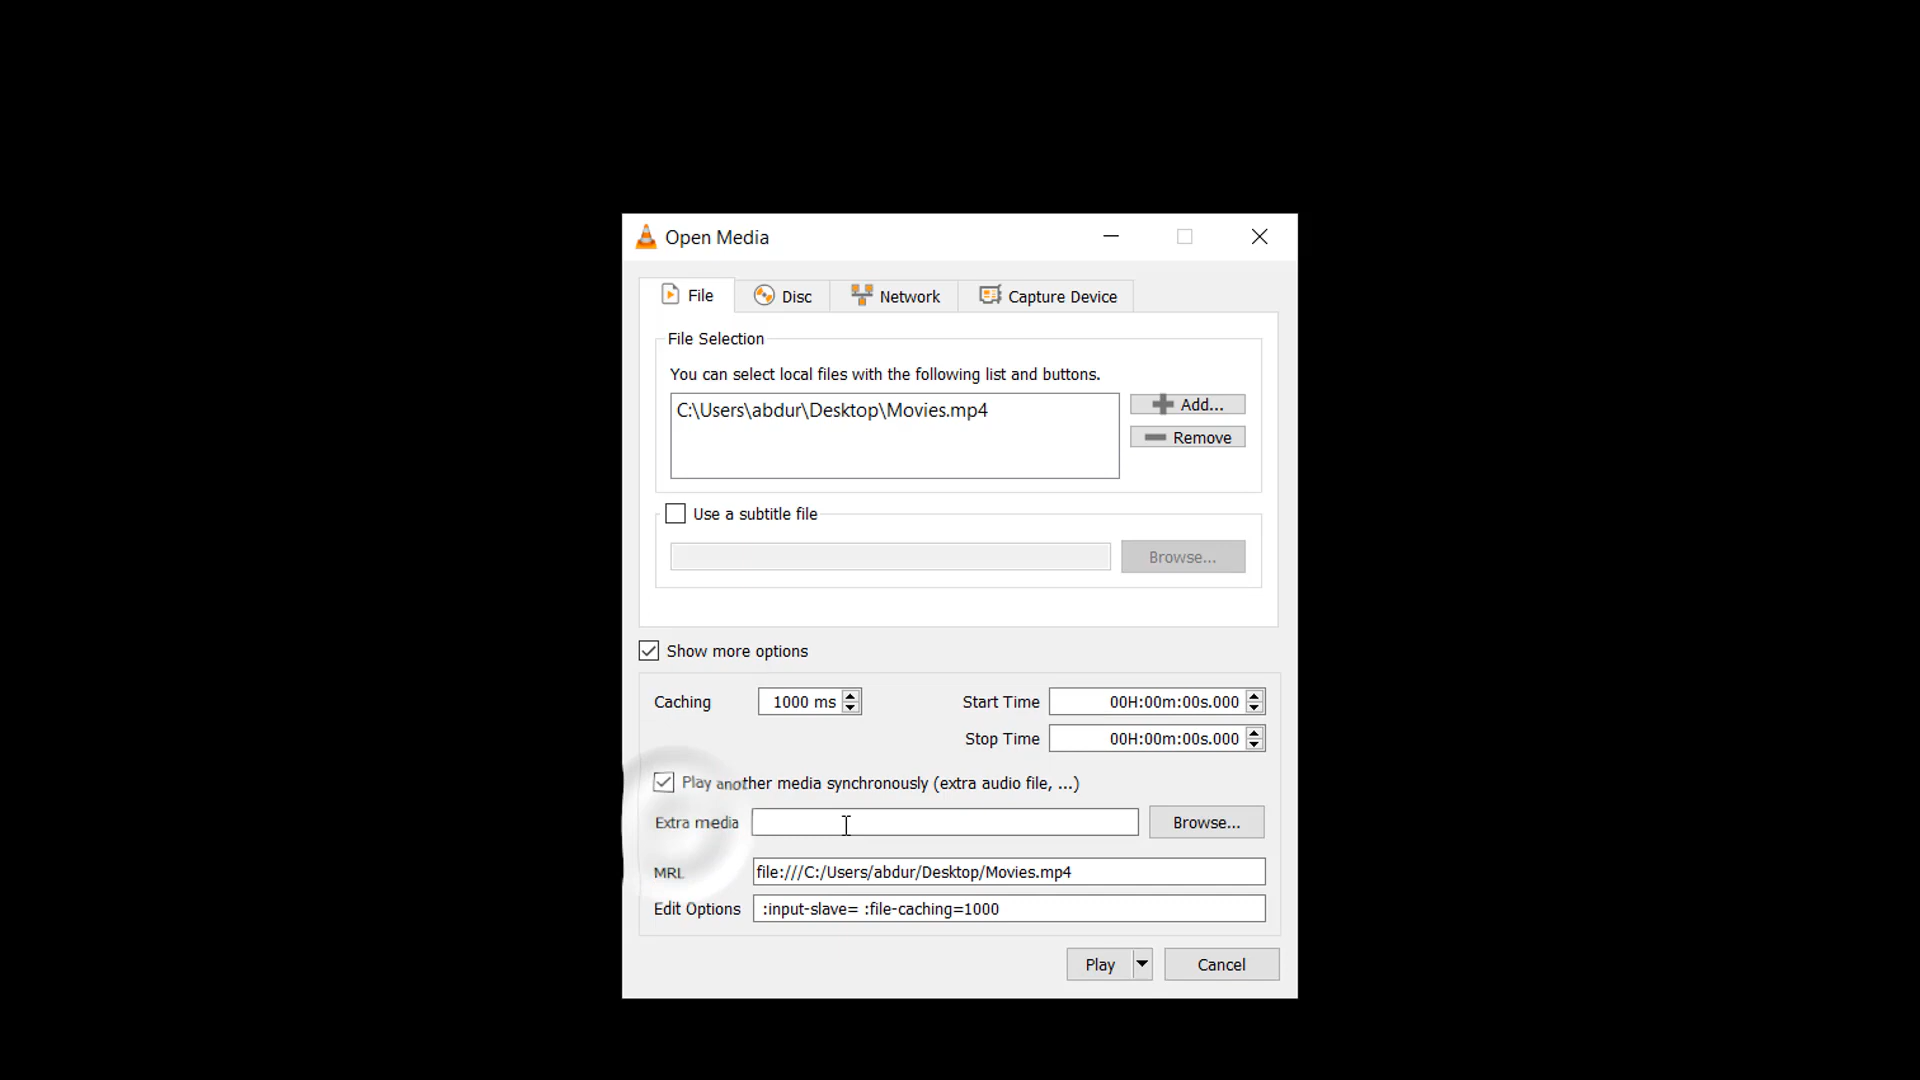 Open Media
File Disc Network Capture Device
File Selection
You can select local files with the following list and buttons.
C:\Users\abdur\Desktop\Movies.mp4
Add...
Remove
Use a subtitle file
Browse...
Show more options
Caching 1000 ms Start Time 00H:00m:00s.000
Stop Time 00H:00m:00s.000
Play another media synchronously (extra audio file, ...)
Extra media Browse...
MRL file:///C:/Users/abdur/Desktop/Movies.mp4
Edit Options :input-slave= :file-caching=1000
Play Cancel